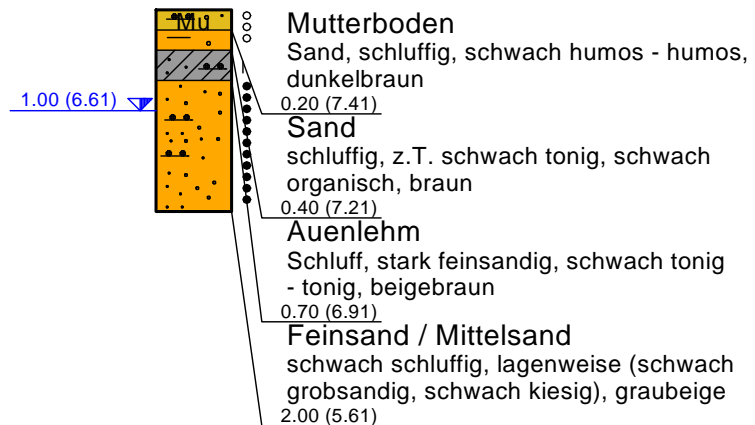 Mu
Mutterboden
Sand, schluffig, schwach humos - humos,
dunkelbraun
0.20 (7.41)
1.00 (6.61)
Sand
schluffig, z.T. schwach tonig, schwach
organisch, braun
0.40 (7.21)
Auenlehm
Schluff, stark feinsandig, schwach tonig
- tonig, beigebraun
0.70 (6.91)
Feinsand / Mittelsand
schwach schluffig, lagenweise (schwach
grobsandig, schwach kiesig), graubeige
2.00 (5.61)